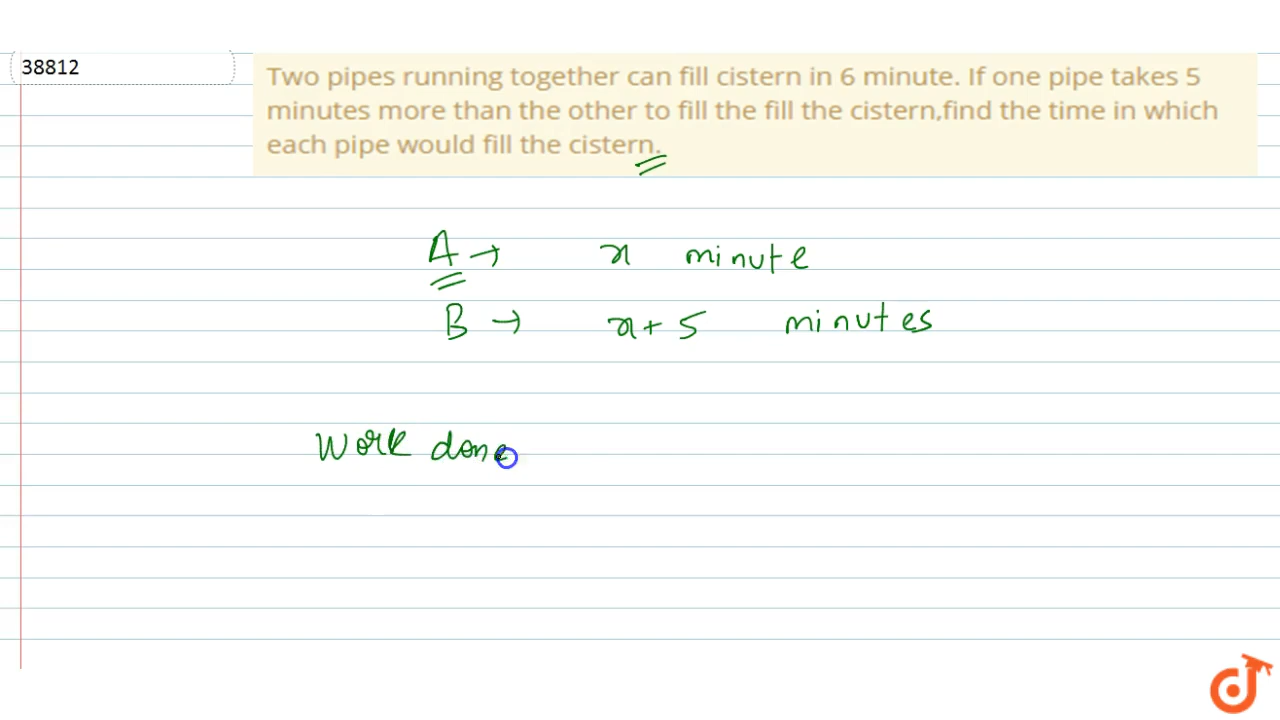 38812
Two pipes running together can fill cistern in 6 minute. If one pipe takes 5
minutes more than the other to fill the fill the cistern,find the time in which
each pipe would fill the cistern.
A → x minute
B → x + 5 minutes
Work done